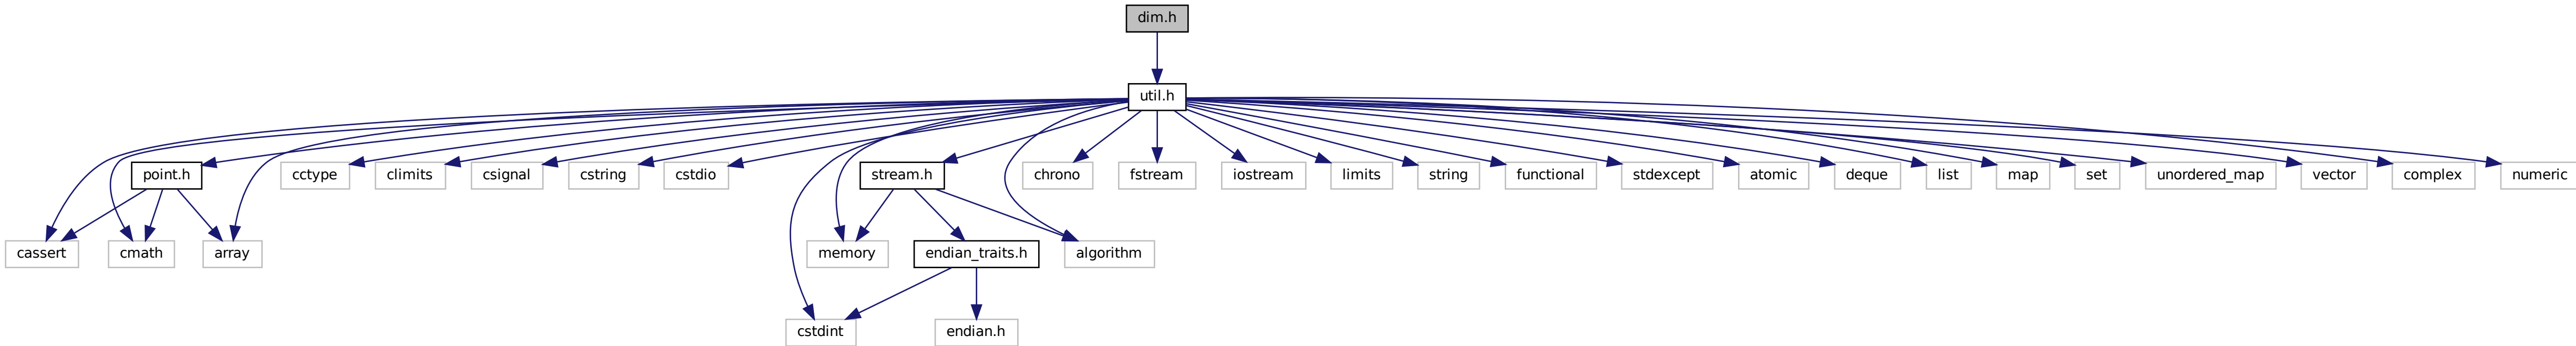 dim.h
util.h
point.h
cctype
climits
csignal
cstring
cstdio
stream.h
chrono
fstream
iostream
limits
string
functional
stdexcept
atomic
deque
list
map
set
unordered_map
vector
complex
numeric
cassert
cmath
array
memory
endian_traits.h
algorithm
cstdint
endian.h